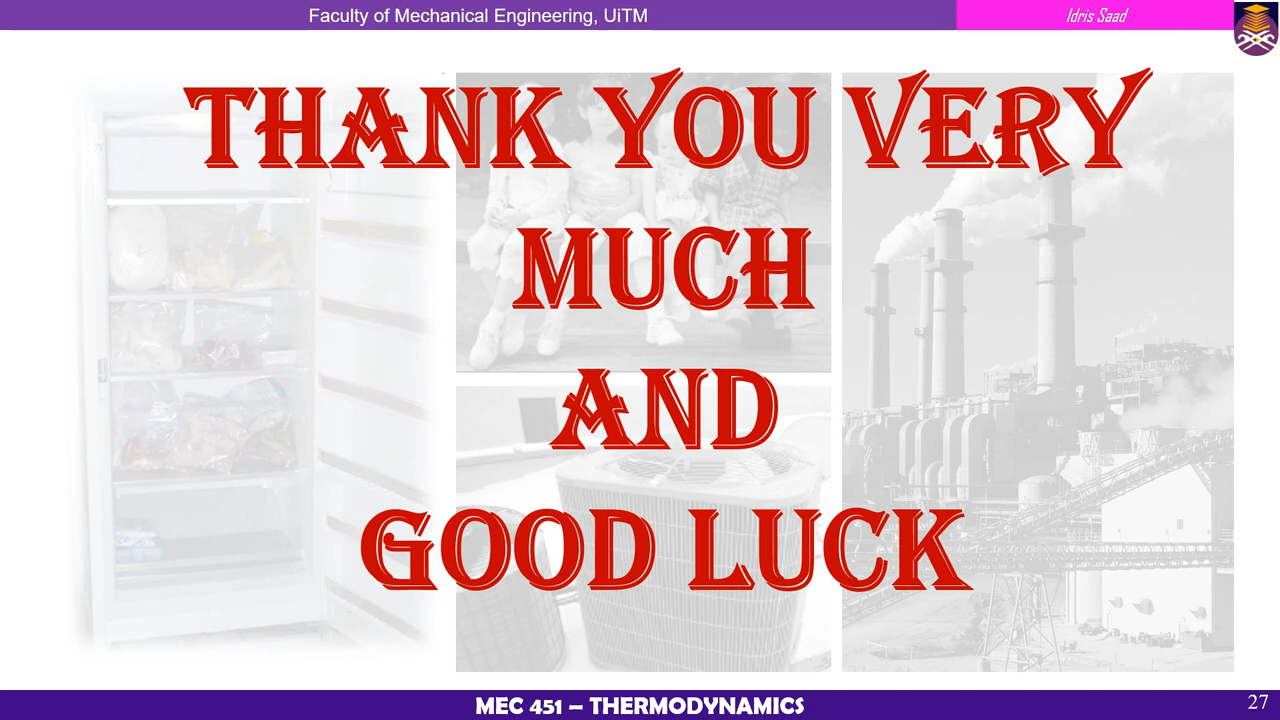 Faculty of Mechanical Engineering, UiTM
Idris Saad
THANK YOU VERY
MUCH
AND
GOOD LUCK
MEC 451 – THERMODYNAMICS
27